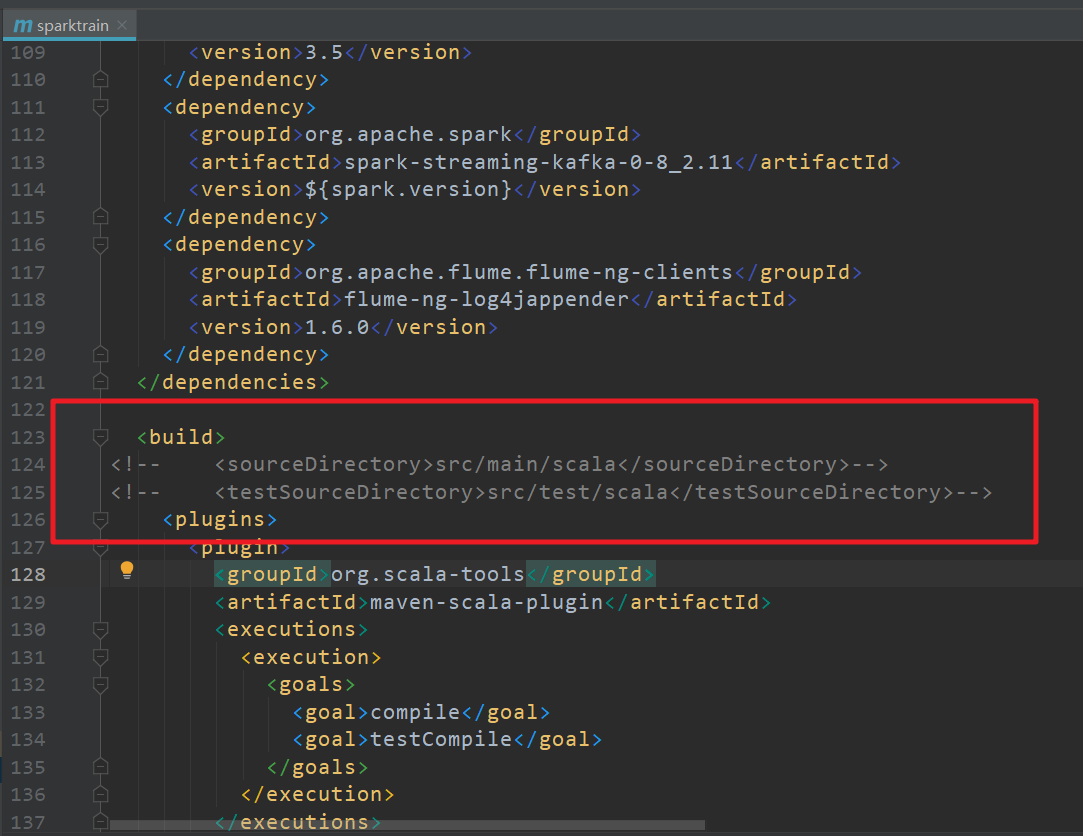 m sparktrain ×
109 <version>3.5</version>
110 </dependency>
111 <dependency>
112 <groupId>org.apache.spark</groupId>
113 <artifactId>spark-streaming-kafka-0-8_2.11</artifactId>
114 <version>${spark.version}</version>
115 </dependency>
116 <dependency>
117 <groupId>org.apache.flume.flume-ng-clients</groupId>
118 <artifactId>flume-ng-log4jappender</artifactId>
119 <version>1.6.0</version>
120 </dependency>
121 </dependencies>
122
123 <build>
124 <!-- <sourceDirectory>src/main/scala</sourceDirectory>-->
125 <!-- <testSourceDirectory>src/test/scala</testSourceDirectory>-->
126 <plugins>
127 <plugin>
128 <groupId>org.scala-tools</groupId>
129 <artifactId>maven-scala-plugin</artifactId>
130 <executions>
131 <execution>
132 <goals>
133 <goal>compile</goal>
134 <goal>testCompile</goal>
135 </goals>
136 </execution>
137 </executions>